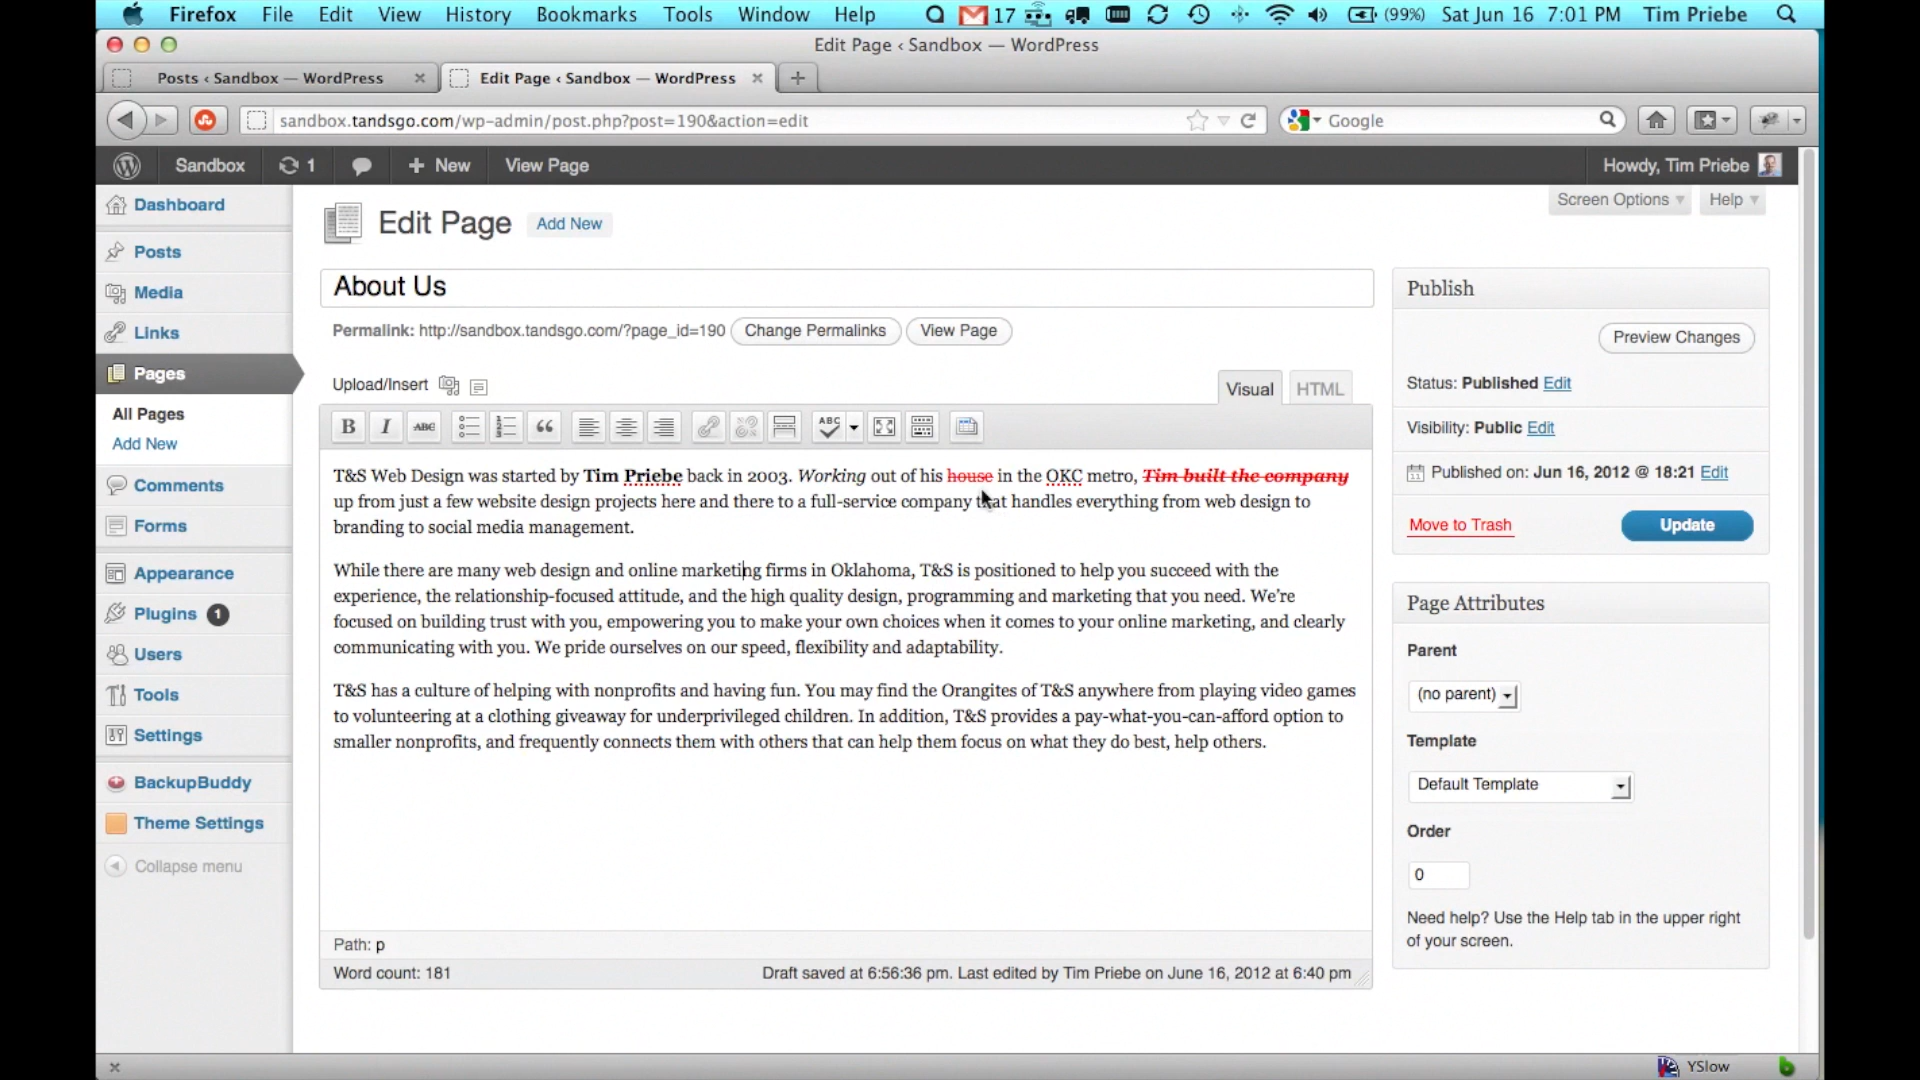 Firefox File Edit View History Bookmarks Tools Window Help 17 (99%) Sat Jun 16 7:01 PM Tim Priebe
Edit Page ‹ Sandbox — WordPress
Posts ‹ Sandbox — WordPress Edit Page ‹ Sandbox — WordPress
sandbox.tandsgo.com/wp-admin/post.php?post=190&action=edit Google
Sandbox 1 + New View Page Howdy, Tim Priebe
Screen Options Help
Dashboard
Posts
Media
Links
Pages
All Pages
Add New
Comments
Forms
Appearance
Plugins 1
Users
Tools
Settings
BackupBuddy
Theme Settings
Collapse menu
Edit Page Add New
About Us
Permalink: http://sandbox.tandsgo.com/?page_id=190 Change Permalinks View Page
Upload/Insert Visual HTML
B I ABC ABC
T&S Web Design was started by Tim Priebe back in 2003. Working out of his house in the OKC metro, Tim built the company
up from just a few website design projects here and there to a full-service company that handles everything from web design to
branding to social media management.
While there are many web design and online marketing firms in Oklahoma, T&S is positioned to help you succeed with the
experience, the relationship-focused attitude, and the high quality design, programming and marketing that you need. We're
focused on building trust with you, empowering you to make your own choices when it comes to your online marketing, and clearly
communicating with you. We pride ourselves on our speed, flexibility and adaptability.
T&S has a culture of helping with nonprofits and having fun. You may find the Orangites of T&S anywhere from playing video games
to volunteering at a clothing giveaway for underprivileged children. In addition, T&S provides a pay-what-you-can-afford option to
smaller nonprofits, and frequently connects them with others that can help them focus on what they do best, help others.
Path: p
Word count: 181 Draft saved at 6:56:36 pm. Last edited by Tim Priebe on June 16, 2012 at 6:40 pm
Publish
Preview Changes
Status: Published Edit
Visibility: Public Edit
Published on: Jun 16, 2012 @ 18:21 Edit
Move to Trash Update
Page Attributes
Parent
(no parent)
Template
Default Template
Order
0
Need help? Use the Help tab in the upper right
of your screen.
YSlow